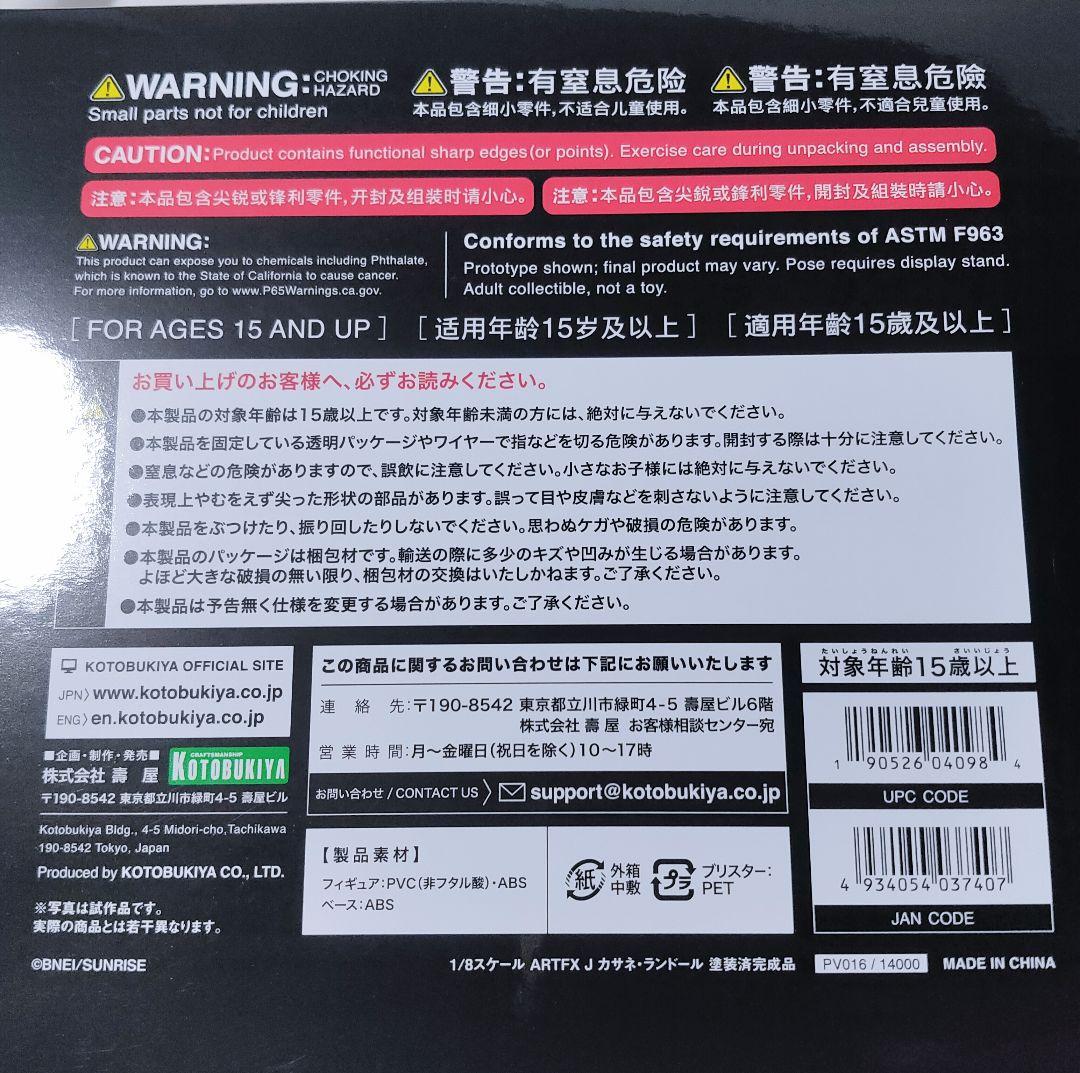 WARNING: CHOKING HAZARD
Small parts not for children
警告:有窒息危险
本品包含细小零件,不适合儿童使用。
警告:有窒息危險
本品包含細小零件,不適合兒童使用。
CAUTION:Product contains functional sharp edges(or points). Exercise care during unpacking and assembly.
注意:本品包含尖锐或锋利零件,开封及组装时请小心。
注意:本品包含尖銳或鋒利零件,開封及組裝時請小心。
WARNING:
This product can expose you to chemicals including Phthalate,
which is known to the State of California to cause cancer.
For more information, go to www.P65Warnings.ca.gov.
Conforms to the safety requirements of ASTM F963
Prototype shown; final product may vary. Pose requires display stand.
Adult collectible, not a toy.
[FOR AGES 15 AND UP]
[适用年龄15岁及以上]
[適用年齡15歲及以上]
お買い上げのお客様へ、必ずお読みください。
●本製品の対象年齢は15歳以上です。対象年齢未満の方には、絶対に与えないでください。
●本製品を固定している透明パッケージやワイヤーで指などを切る危険があります。開封する際は十分に注意してください。
●窒息などの危険がありますので、誤飲に注意してください。小さなお子様には絶対に与えないでください。
●表現上やむをえず尖った形状の部品があります。誤って目や皮膚などを刺さないように注意してください。
●本製品をぶつけたり、振り回したりしないでください。思わぬケガや破損の危険があります。
●本製品のパッケージは梱包材です。輸送の際に多少のキズや凹みが生じる場合があります。
よほど大きな破損の無い限り、梱包材の交換はいたしかねます。ご了承ください。
●本製品は予告無く仕様を変更する場合があります。ご了承ください。
KOTOBUKIYA OFFICIAL SITE
JPN〉www.kotobukiya.co.jp
ENG〉en.kotobukiya.co.jp
■企画・制作・発売■
株式会社 壽 屋
CRAFTSMANSHIP
KOTOBUKIYA
〒190-8542 東京都立川市緑町4-5 壽屋ビル
Kotobukiya Bldg., 4-5 Midori-cho,Tachikawa
190-8542 Tokyo, Japan
Produced by KOTOBUKIYA CO., LTD.
※写真は試作品です。
実際の商品とは若干異なります。
この商品に関するお問い合わせは下記にお願いいたします
連 絡 先:〒190-8542 東京都立川市緑町4-5 壽屋ビル6階
株式会社 壽 屋 お客様相談センター宛
営業時間:月〜金曜日(祝日を除く)10〜17時
お問い合わせ / CONTACT US 〉 support@kotobukiya.co.jp
【製品素材】
フィギュア:PVC(非フタル酸)・ABS
ベース:ABS
紙
外箱
中敷
プラ
ブリスター:
PET
たいしょうねんれい さいいじょう
対象年齢15歳以上
1 90526 04098 4
UPC CODE
4 934054 037407
JAN CODE
©BNEI/SUNRISE
1/8スケール ARTFX J カサネ・ランドール 塗装済完成品
PV016 / 14000
MADE IN CHINA